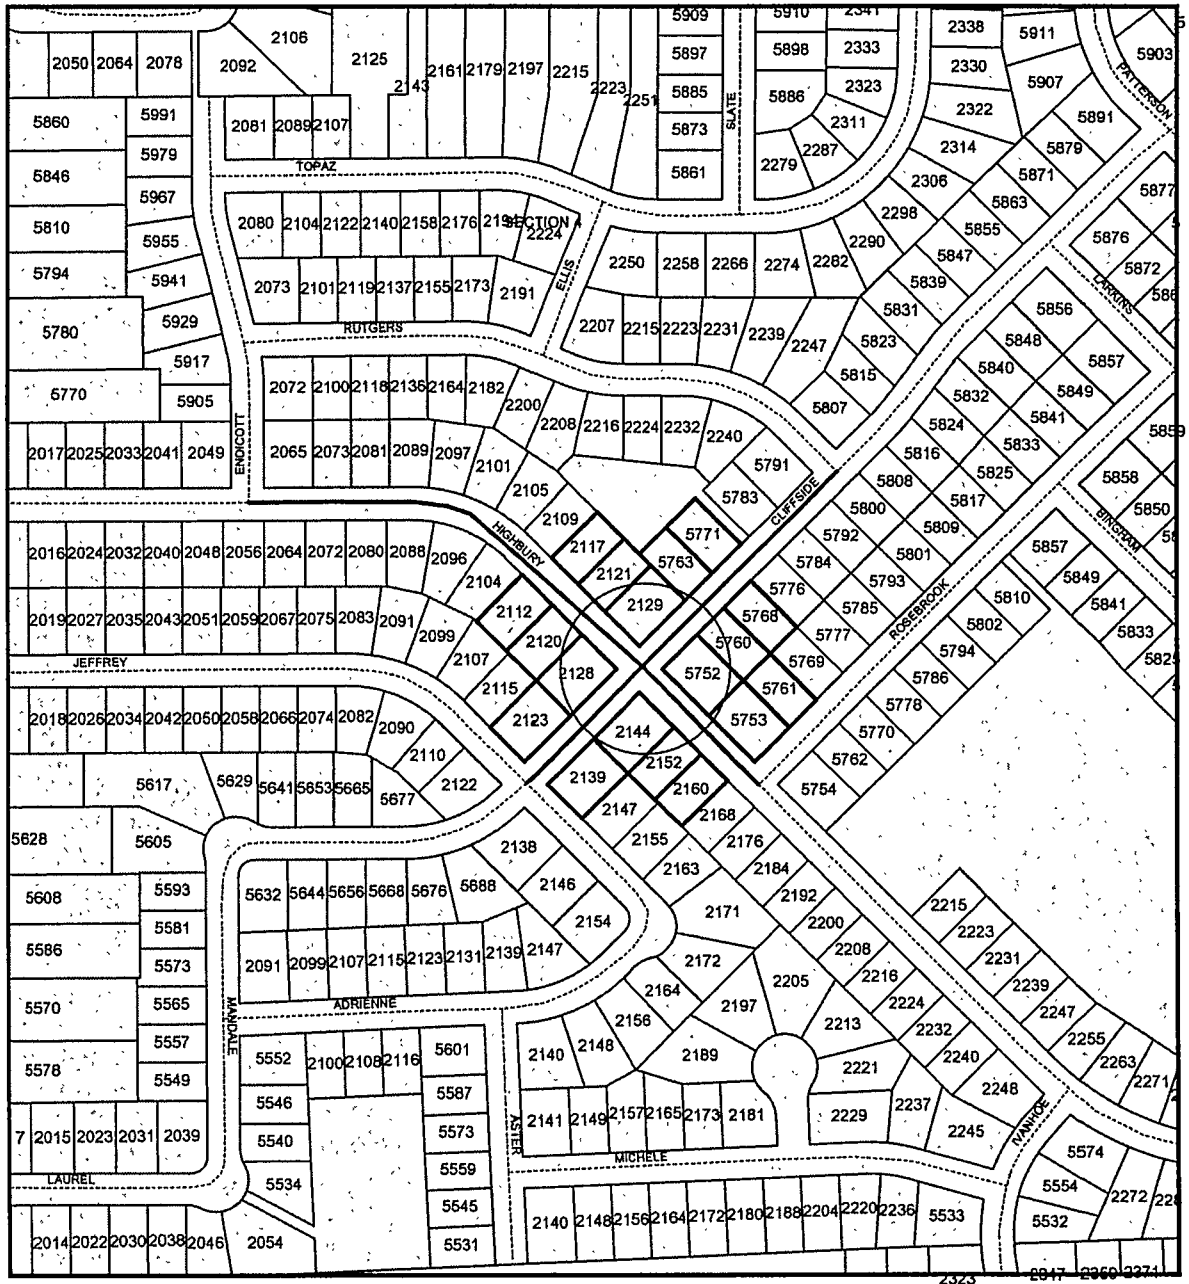 5909 5910 2341 2338 5911
2106 2125 5903
2050 2064 2078 2092 2143 2161 2179 2197 2215 2223 2251 5897 5898 2333 2330 5907 PATTERSON
5885 SLATE 5886 2323 2322 5891
5860 5991 2081 2089 2107 5873 2311 5879
5979 2279 2287 2314
5846 TOPAZ 5861 2306 5871 5877
5967 5863
5810 2080 2104 2122 2140 2158 2176 2194 SECTION 4 2224 2298 5855 5876
5955 2290 5847
5794 5941 ELLIS 2250 2258 2266 2274 2282 5839 5872
2073 2101 2119 2137 2155 2173 2191 5831 LARKINS
5780 5929 RUTGERS 2207 2215 2223 2231 2239 5823 5856
5917 2247 5848 5857
5770 5905 2072 2100 2118 2136 2164 2182 5815 5840 5849
2200 5807 5832 5841
ENDICOTT 2208 2216 2224 2232 2240 5824 5833 5859
2017 2025 2033 2041 2049 2065 2073 2081 2089 2097 2101 5791 5816 5825 5858
2105 5783 CLIFFSIDE 5808 5817 5850
HIGHBURY 2109 5771 5800 5809 BINGHAM
2016 2024 2032 2040 2048 2056 2064 2072 2080 2088 2096 2117 5763 5792 5801 5857
2104 2121 5784 5793 5849
2112 2129 5776 5785 ROSEBROOK 5810 5841
2019 2027 2035 2043 2051 2059 2067 2075 2083 2091 2099 2120 5768 5777 5802 5833
JEFFREY 2107 2128 5760 5769 5794
2115 5752 5761 5786
2018 2026 2034 2042 2050 2058 2066 2074 2082 2090 2123 2144 5753 5778
2110 2152 5770
5617 5629 5641 5653 5665 5677 2122 2139 2160 5762
2147 2168 5754
5628 5605 2138 2155 2176
5608 5593 5632 5644 5656 5668 5676 5688 2146 2163 2184
5581 2154 2171 2192 2215
5586 2091 2099 2107 2115 2123 2131 2139 2147 2200 2223
5573 2172 2205 2208 2231
5570 5565 ADRIENNE 2164 2197 2216 2239
MANDALE 2156 2213 2224 2247
5557 5552 2100 2108 2116 5601 2140 2148 2189 2232 2255
5578 5549 5587 2221 2240 2263
5546 2248 2271
7 2015 2023 2031 2039 5540 5573 ASTER 2141 2149 2157 2165 2173 2181 2229 2237 2245 IVANHOE
LAUREL 5534 5559 MICHELE 5574
5545 5554
2014 2022 2030 2038 2046 2054 5531 2140 2148 2156 2164 2172 2180 2188 2204 2220 2236 5533 5532 2272
2323 2347 2359 2371